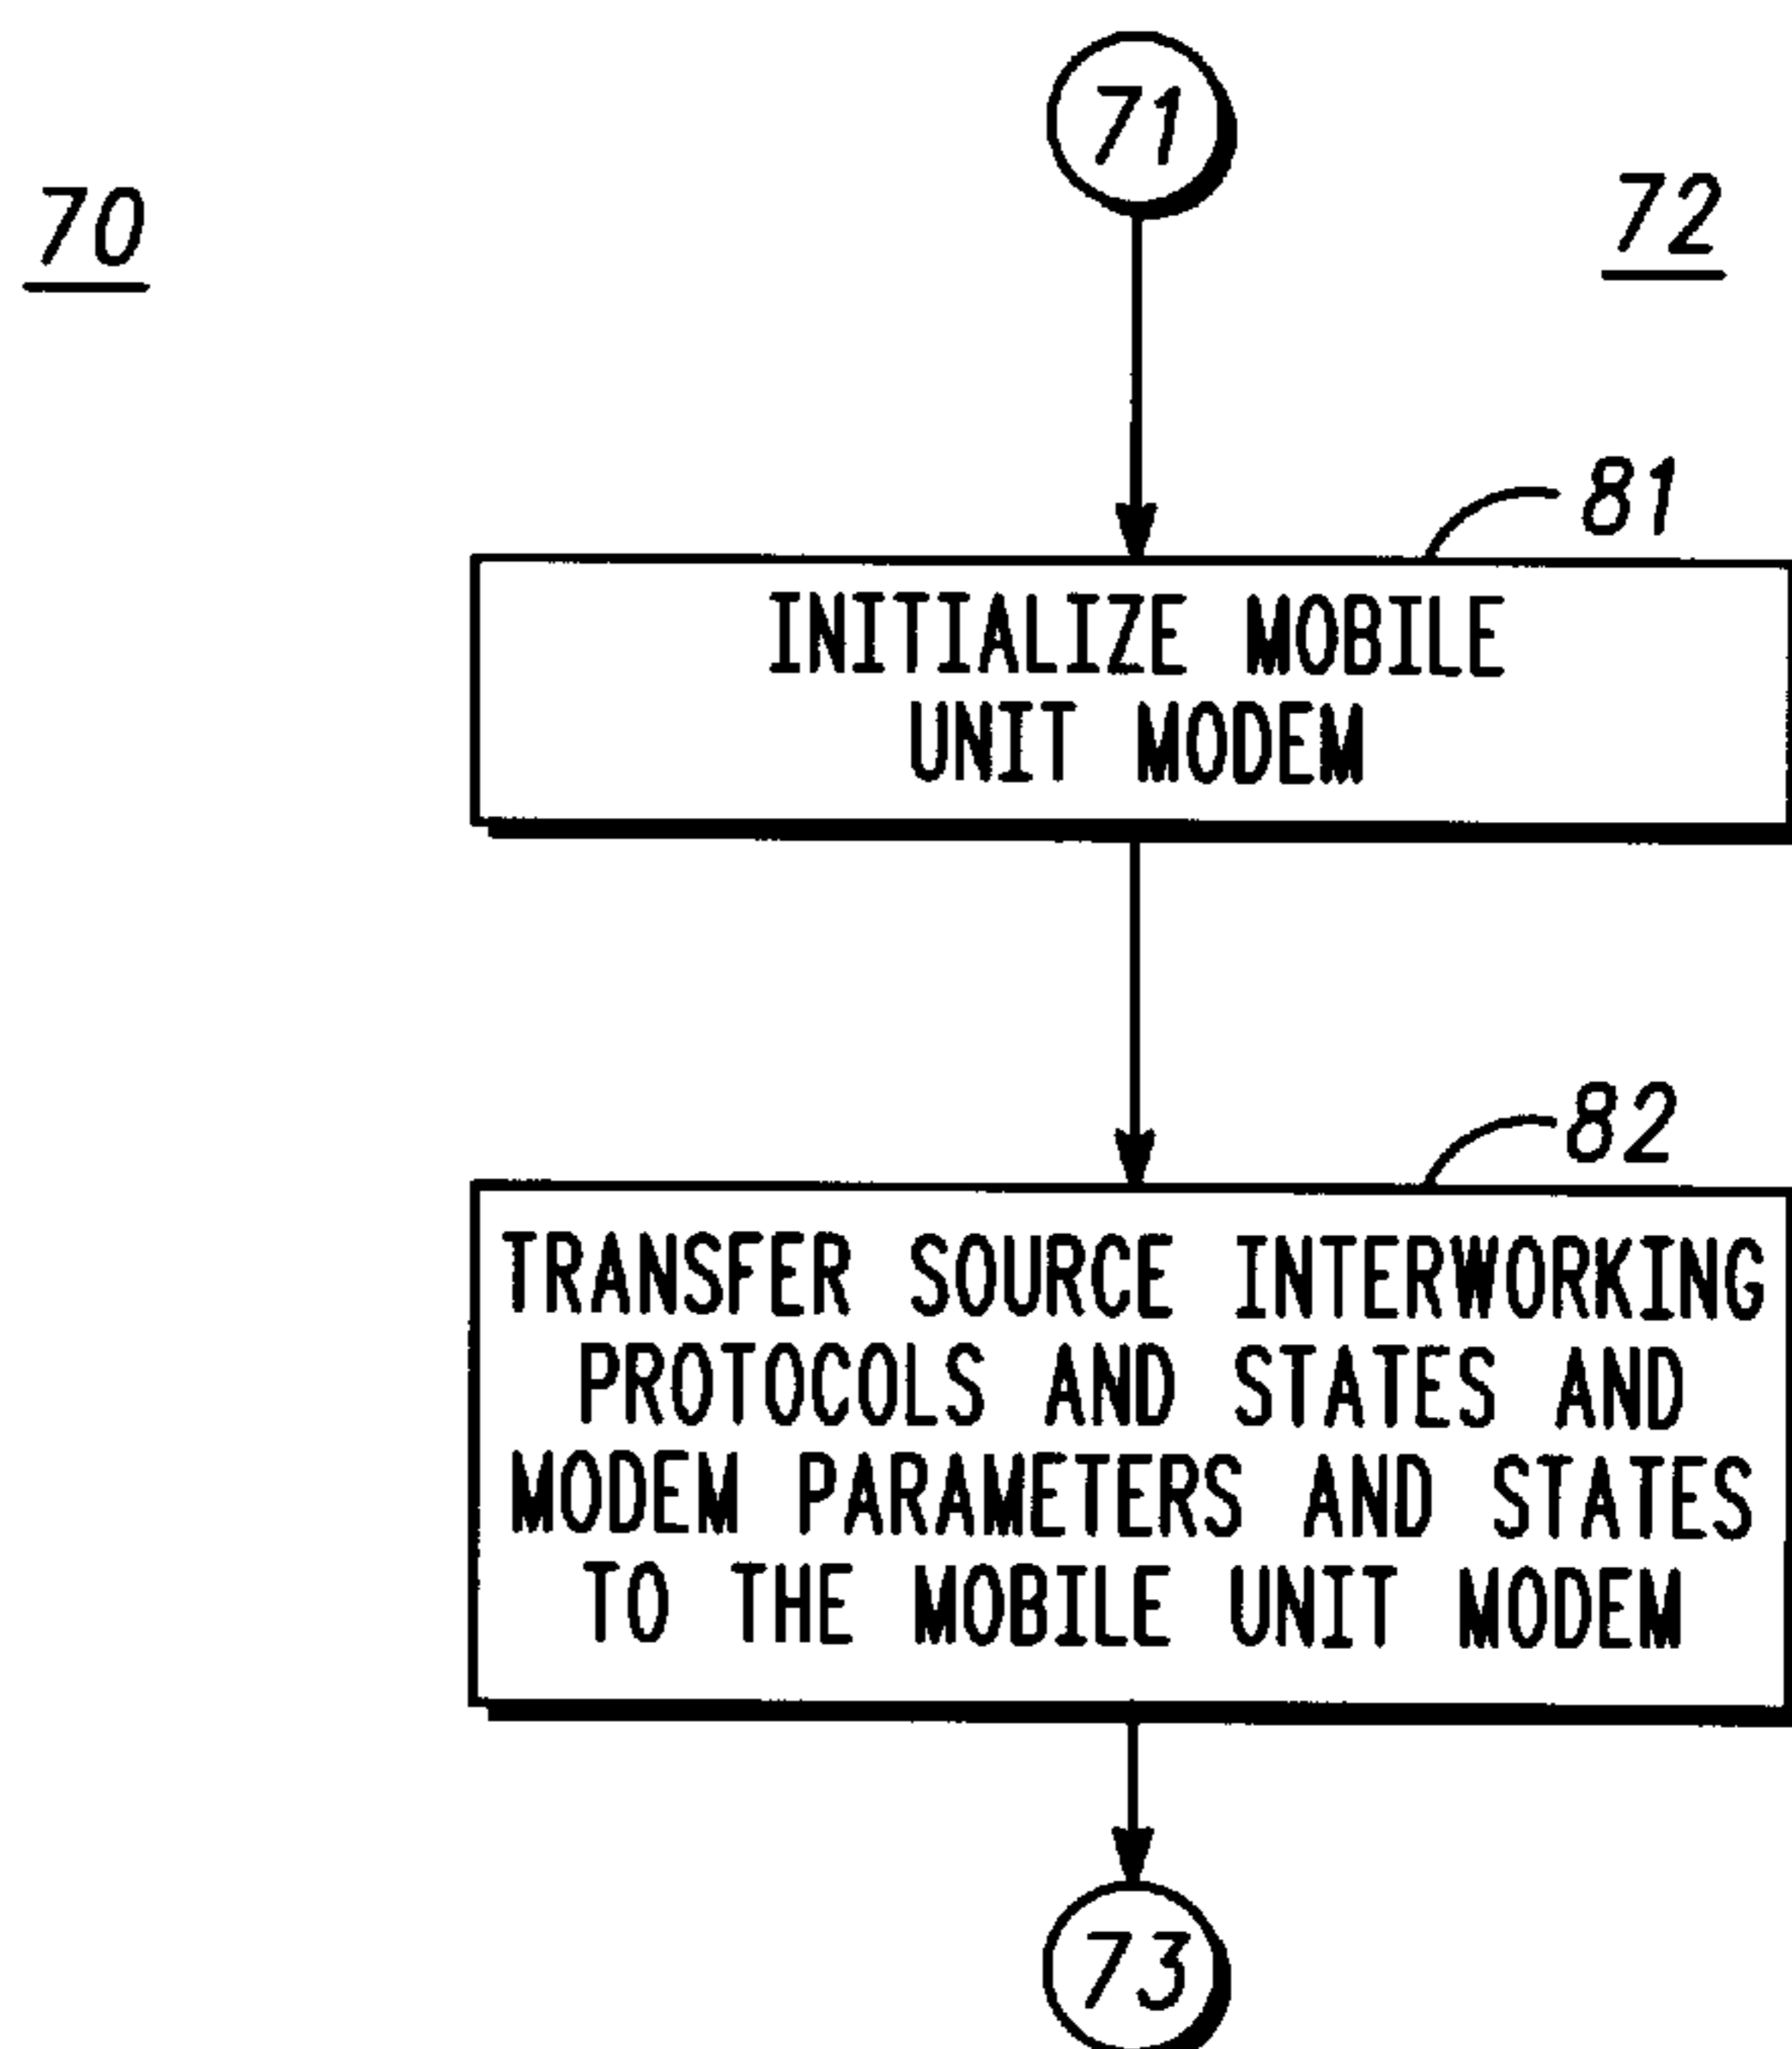 71
70
72
81
INITIALIZE MOBILE
UNIT MODEM
82
TRANSFER SOURCE INTERWORKING
PROTOCOLS AND STATES AND
MODEM PARAMETERS AND STATES
TO THE MOBILE UNIT MODEM
73